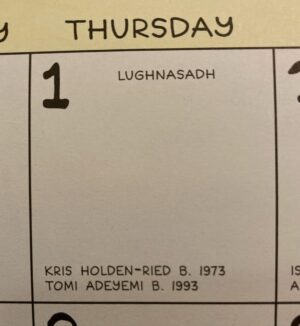 THURSDAY
1
LUGHNASADH
KRIS HOLDEN-RIED B. 1973
TOMI ADEYEMI B. 1993